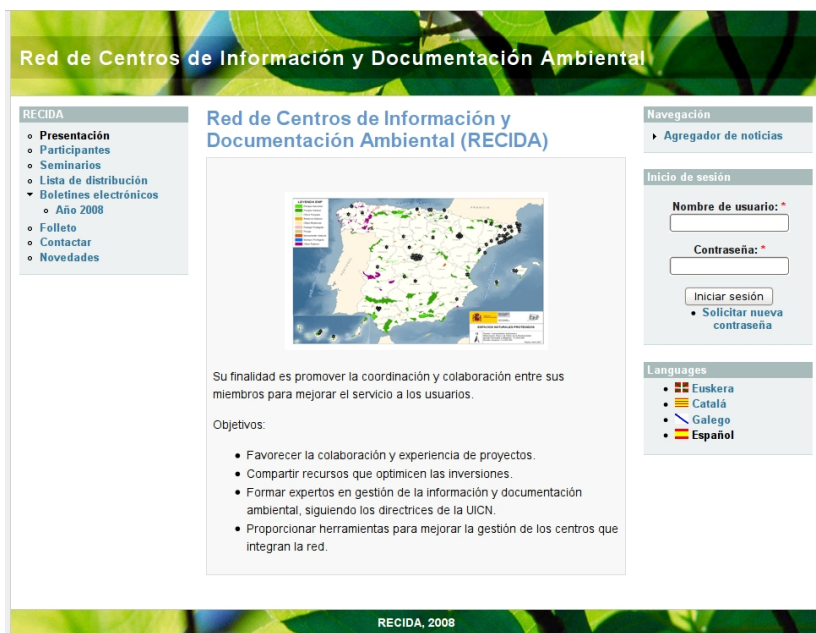 Red de Centros de Información y Documentación Ambiental
RECIDA
Presentación
Participantes
Seminarios
Lista de distribución
Boletines electrónicos
Año 2008
Folleto
Contactar
Novedades
Red de Centros de Información y
Documentación Ambiental (RECIDA)
Su finalidad es promover la coordinación y colaboración entre sus
miembros para mejorar el servicio a los usuarios.
Objetivos:
Favorecer la colaboración y experiencia de proyectos.
Compartir recursos que optimicen las inversiones.
Formar expertos en gestión de la información y documentación
ambiental, siguiendo los directrices de la UICN.
Proporcionar herramientas para mejorar la gestión de los centros que
integran la red.
Navegación
Agregador de noticias
Inicio de sesión
Nombre de usuario: *
Contraseña: *
Iniciar sesión
Solicitar nueva
contraseña
Languages
Euskera
Catalá
Galego
Español
RECIDA, 2008